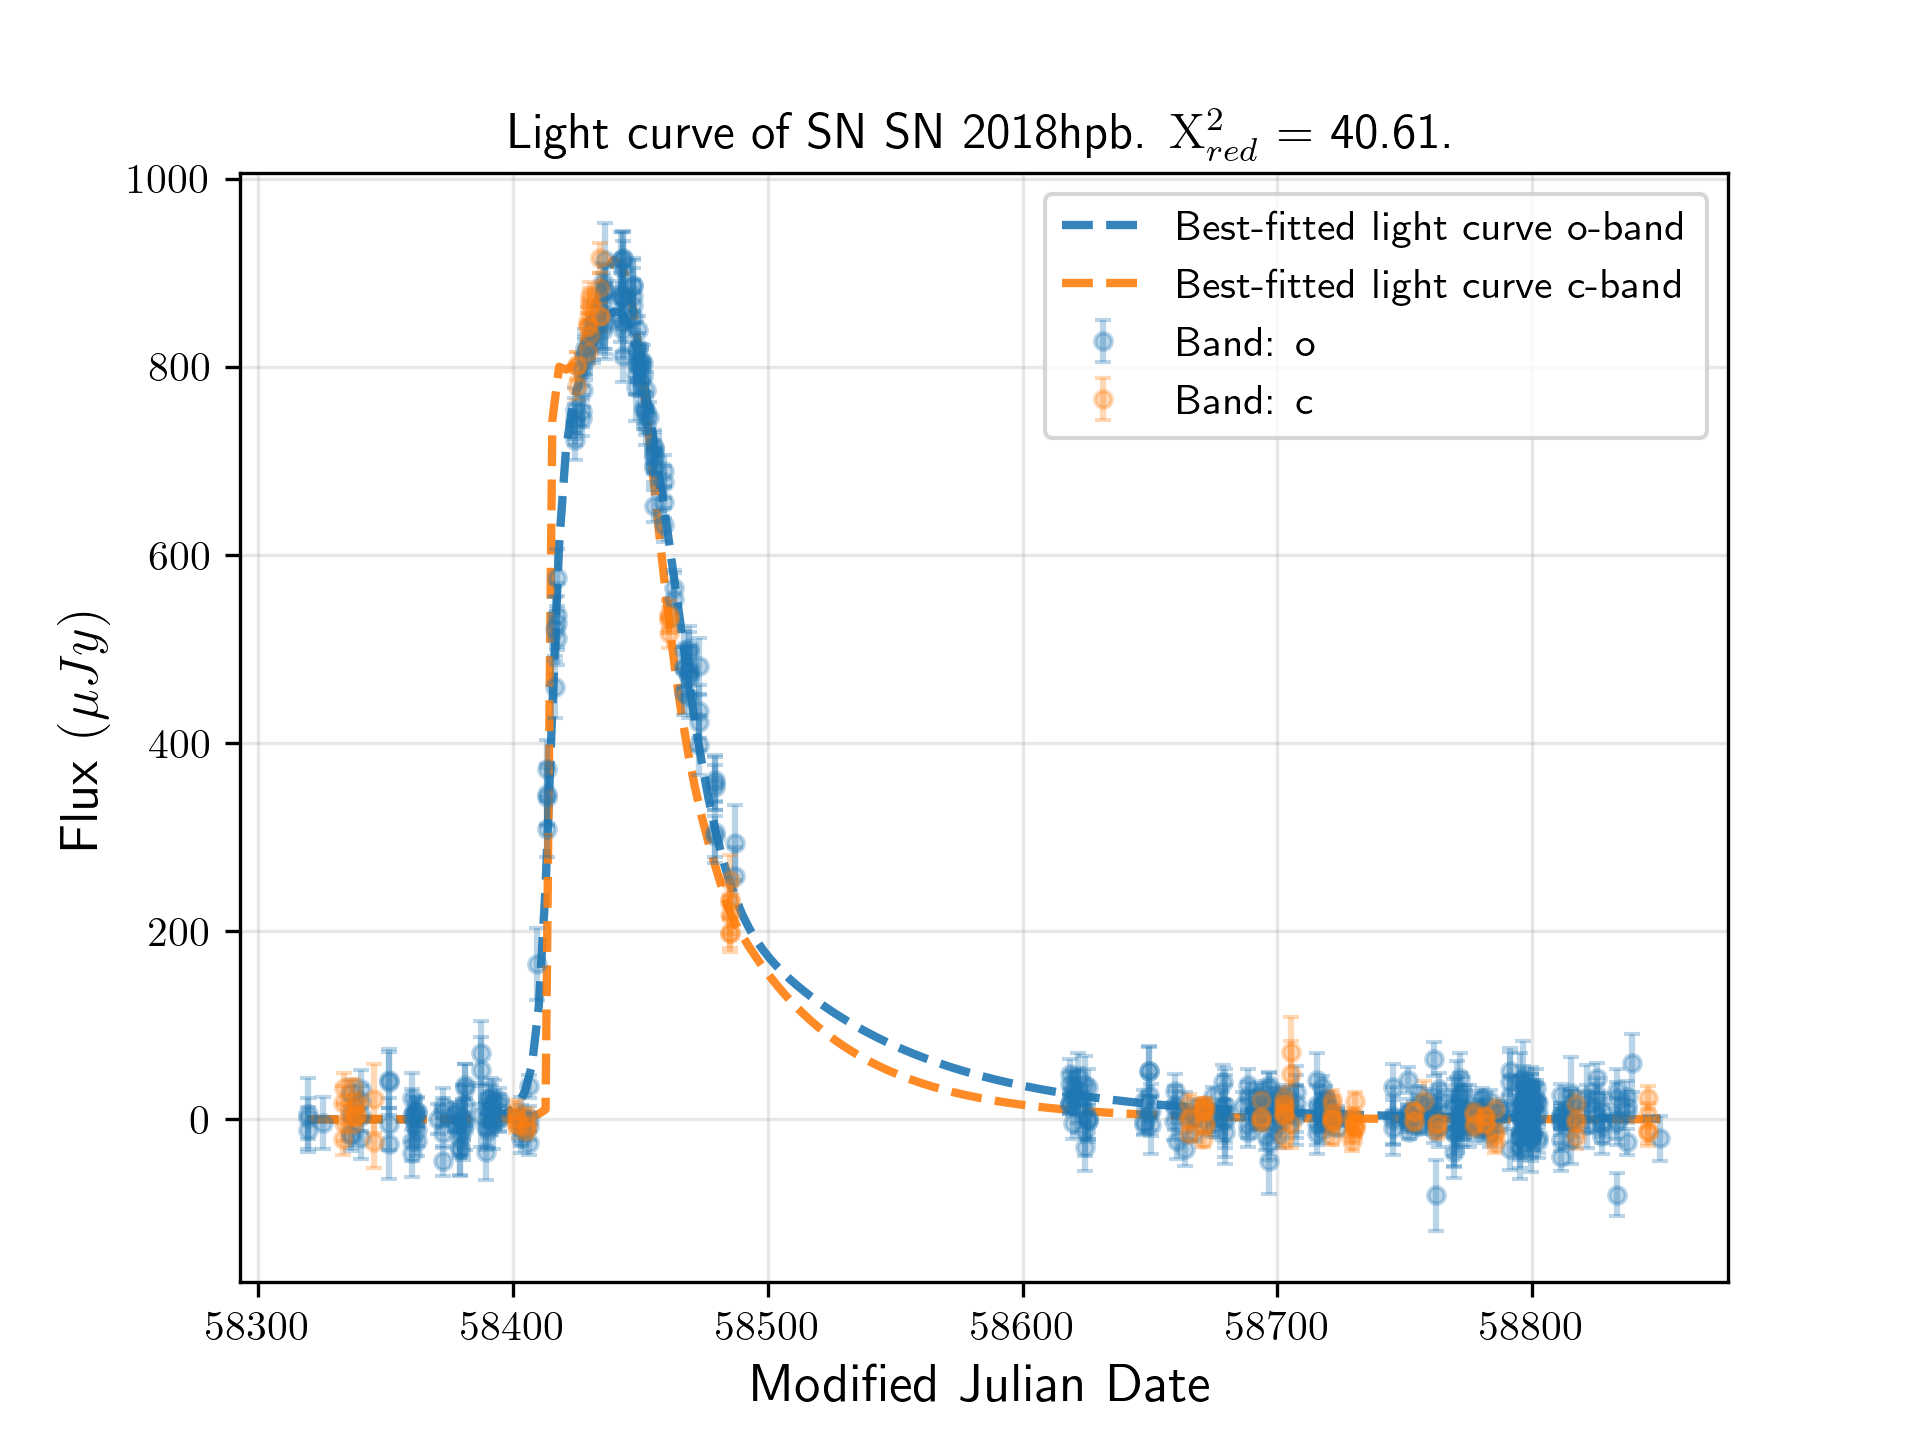 Light curve of SN SN 2018hpb. X²red = 40.61.
1000
800
600
400
200
0
Flux (μJy)
Best-fitted light curve o-band
Best-fitted light curve c-band
Band: o
Band: c
58300 58400 58500 58600 58700 58800
Modified Julian Date